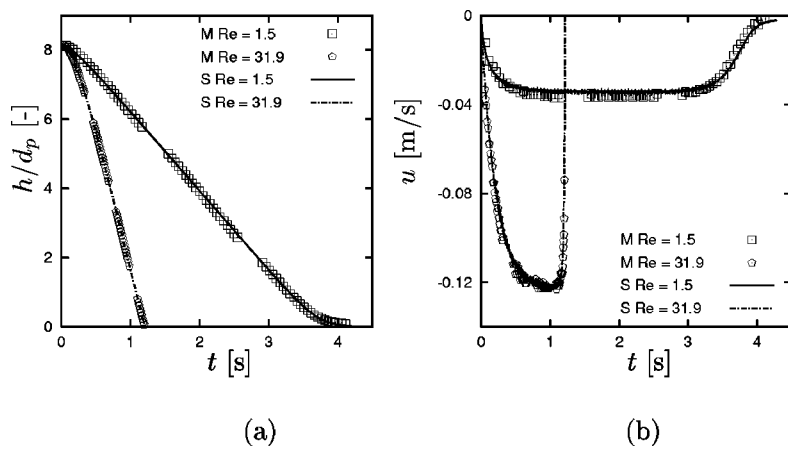 8
6
4
2
0
h/d_p [-]
M Re = 1.5
M Re = 31.9
S Re = 1.5
S Re = 31.9
0 1 2 3 4
t [s]
(a)
0
-0.04
-0.08
-0.12
u [m/s]
M Re = 1.5
M Re = 31.9
S Re = 1.5
S Re = 31.9
0 1 2 3 4
t [s]
(b)